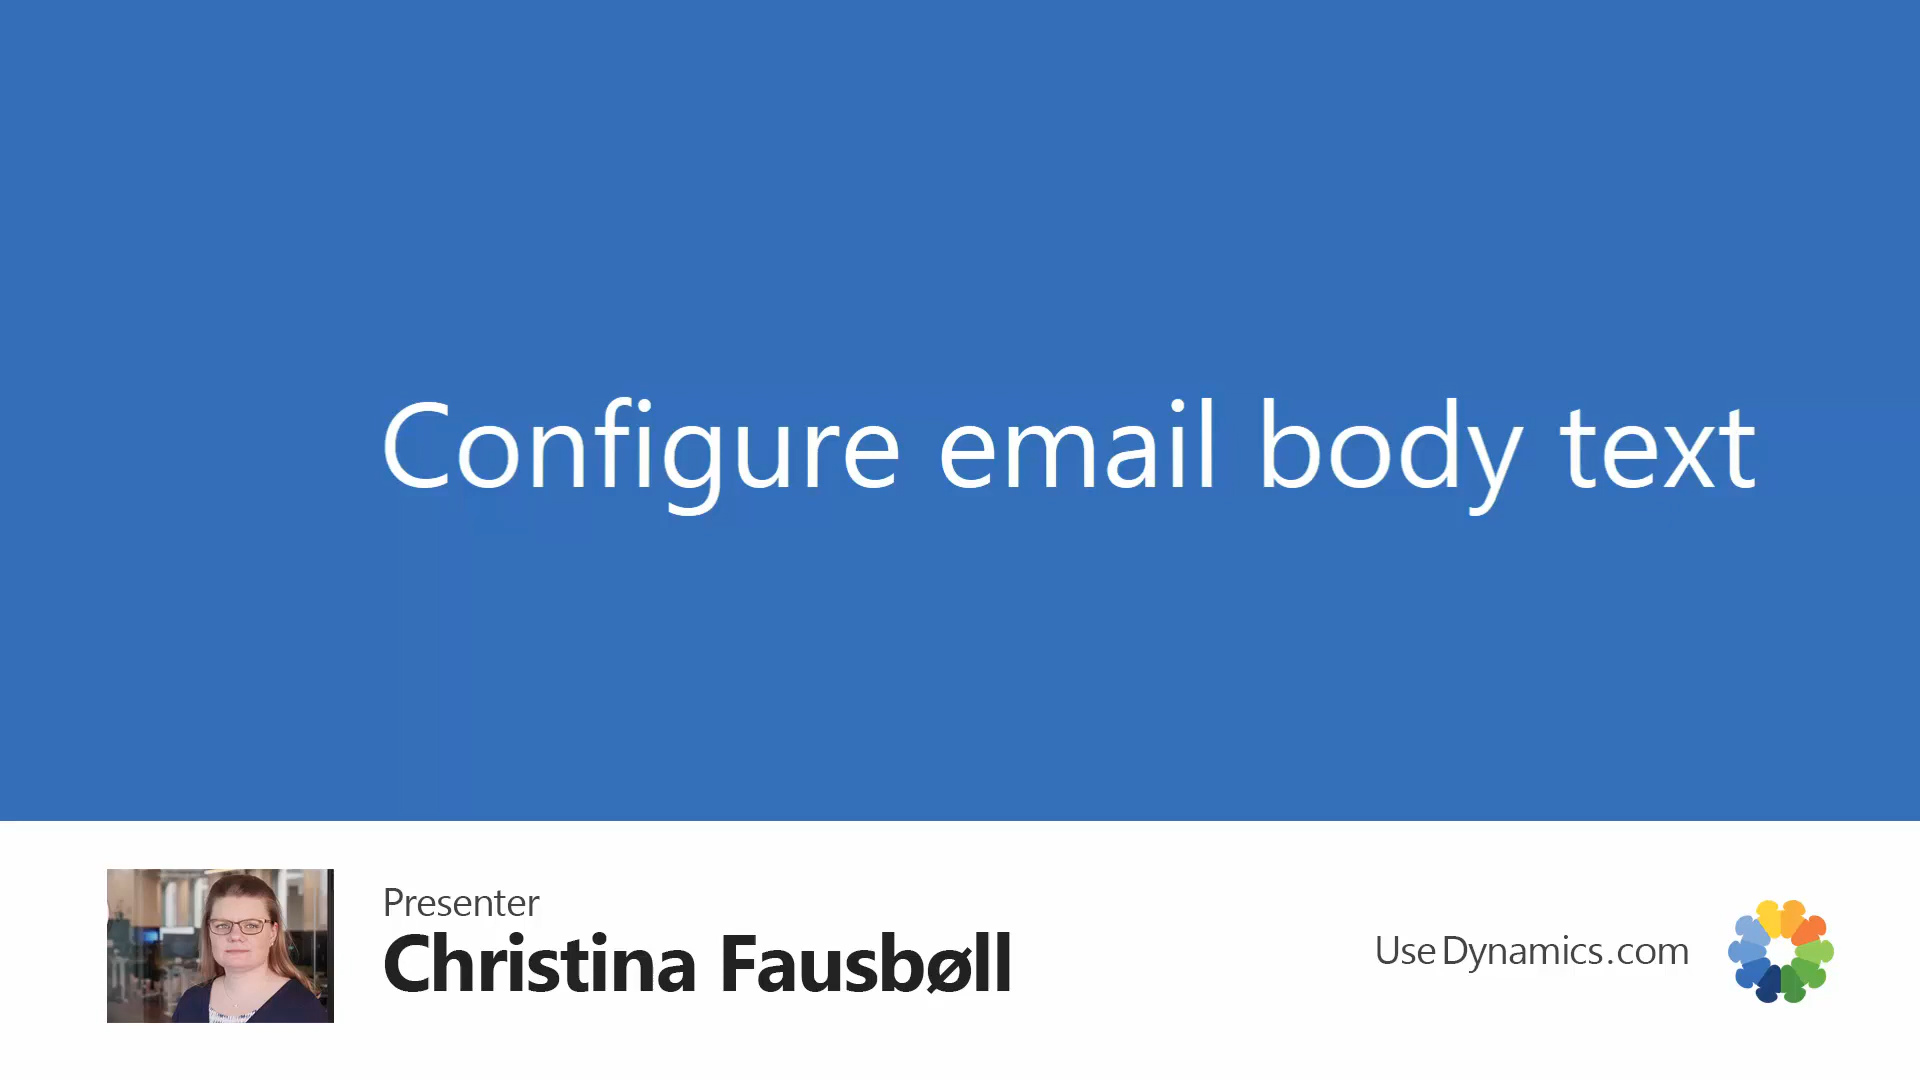 Configure email body text
Presenter
Christina Fausbøll
UseDynamics.com